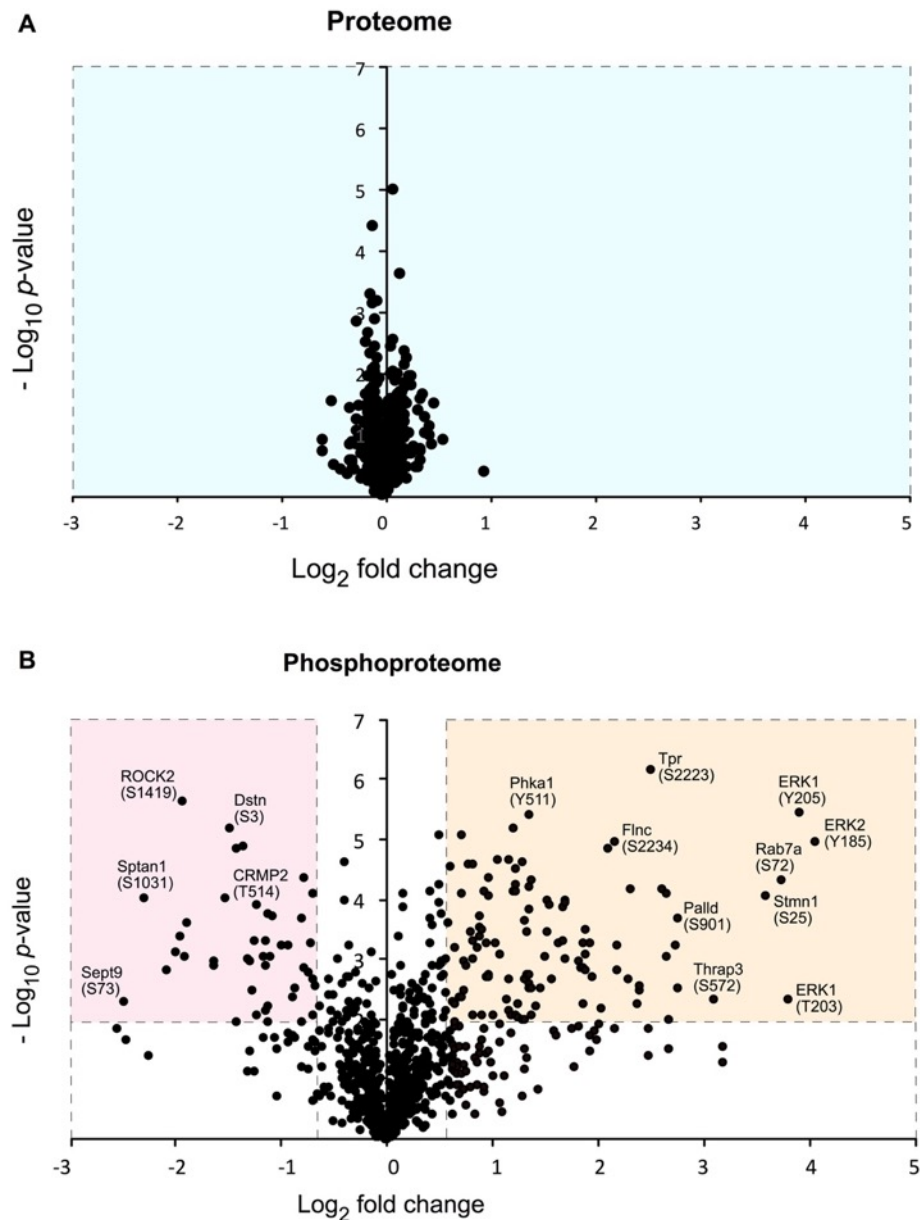 A
Proteome
7
6
5
4
3
2
1
- Log10 p-value
-3 -2 -1 0 1 2 3 4 5
Log2 fold change
B
Phosphoproteome
7
6
5
4
3
2
- Log10 p-value
ROCK2
(S1419)
Dstn
(S3)
Sptan1
(S1031)
CRMP2
(T514)
Sept9
(S73)
Tpr
(S2223)
Phka1
(Y511)
ERK1
(Y205)
Flnc
(S2234)
ERK2
(Y185)
Rab7a
(S72)
Stmn1
(S25)
Palld
(S901)
Thrap3
(S572)
ERK1
(T203)
-3 -2 -1 0 1 2 3 4 5
Log2 fold change